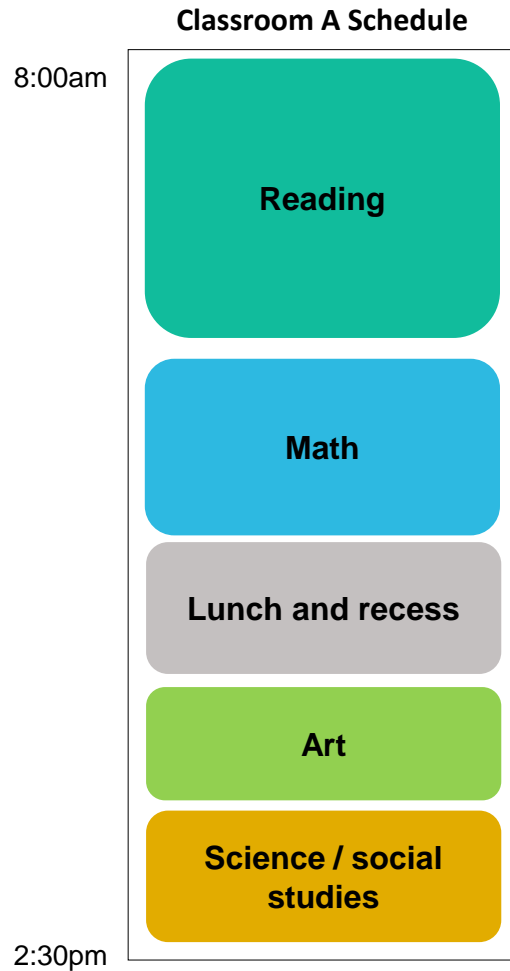 Classroom A Schedule
8:00am
Reading
Math
Lunch and recess
Art
Science / social
studies
2:30pm